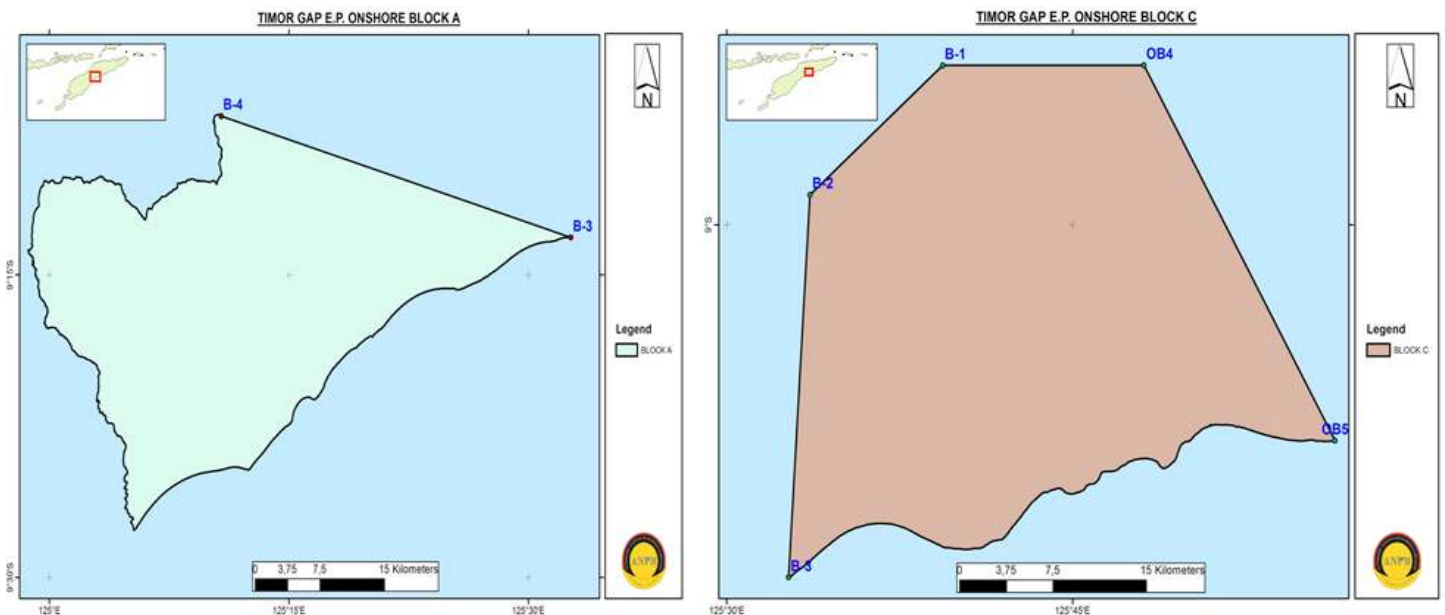 TIMOR GAP E.P. ONSHORE BLOCK A
B-4
B-3
9°15'S
9°30'S
125°E
125°15'E
125°30'E
0 3,75 7,5 15 Kilometers
N
Legend
BLOCK A
ANPM
TIMOR GAP E.P. ONSHORE BLOCK C
B-1
OB4
B-2
OB5
B-3
9°S
125°30'E
125°45'E
0 3,75 7,5 15 Kilometers
N
Legend
BLOCK C
ANPM